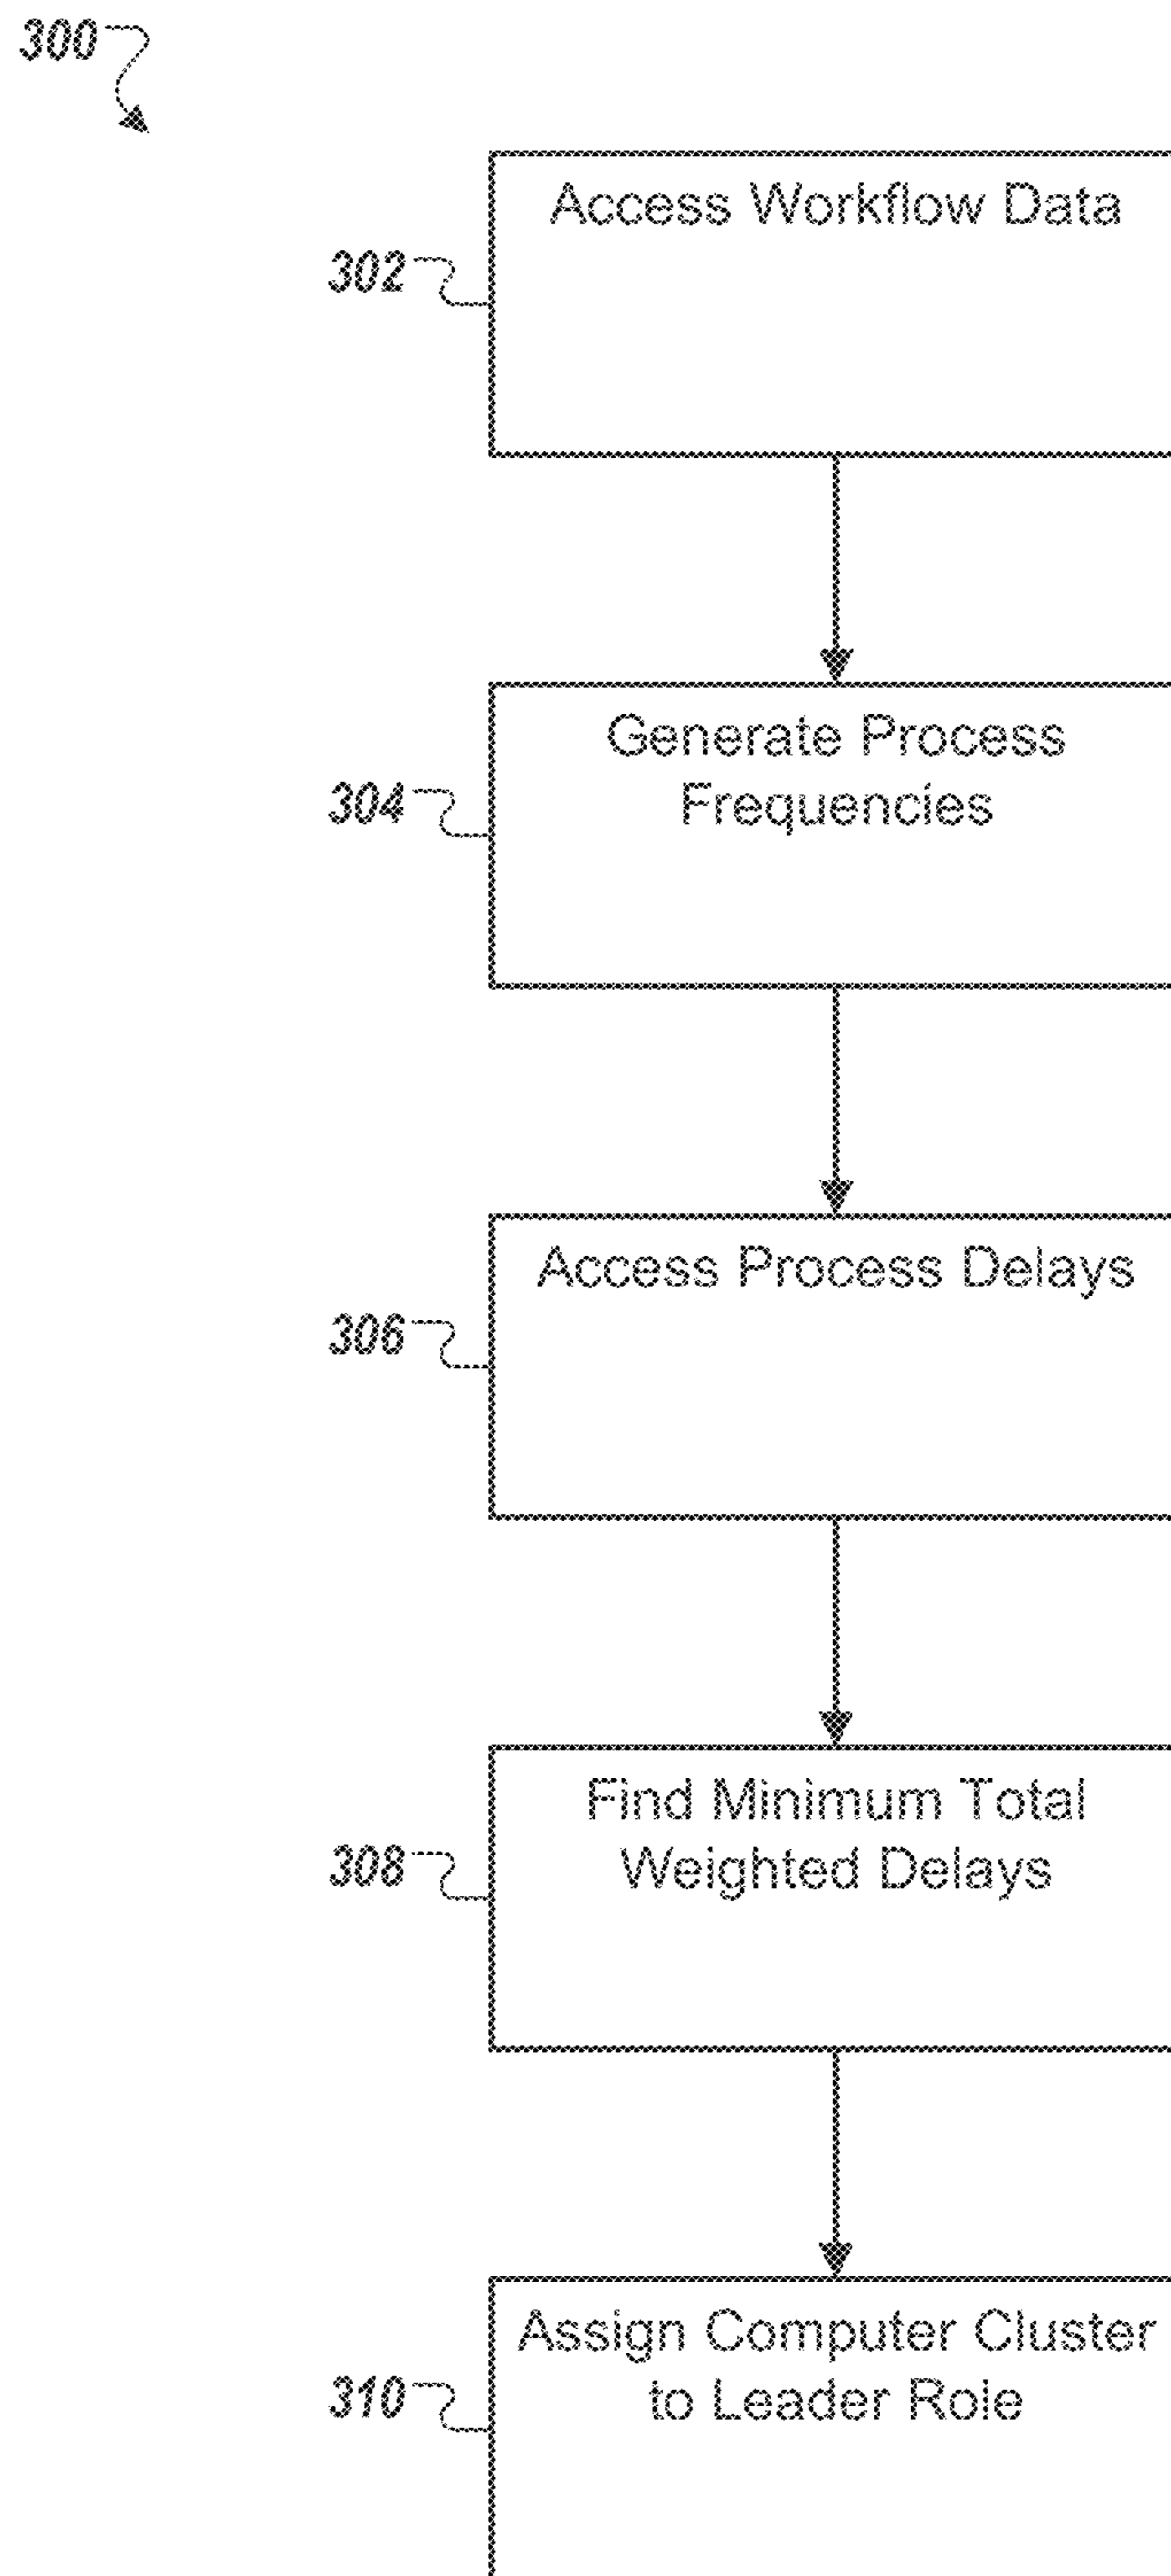 300
Access Workflow Data
302
Generate Process
Frequencies
304
Access Process Delays
306
Find Minimum Total
Weighted Delays
308
Assign Computer Cluster
to Leader Role
310